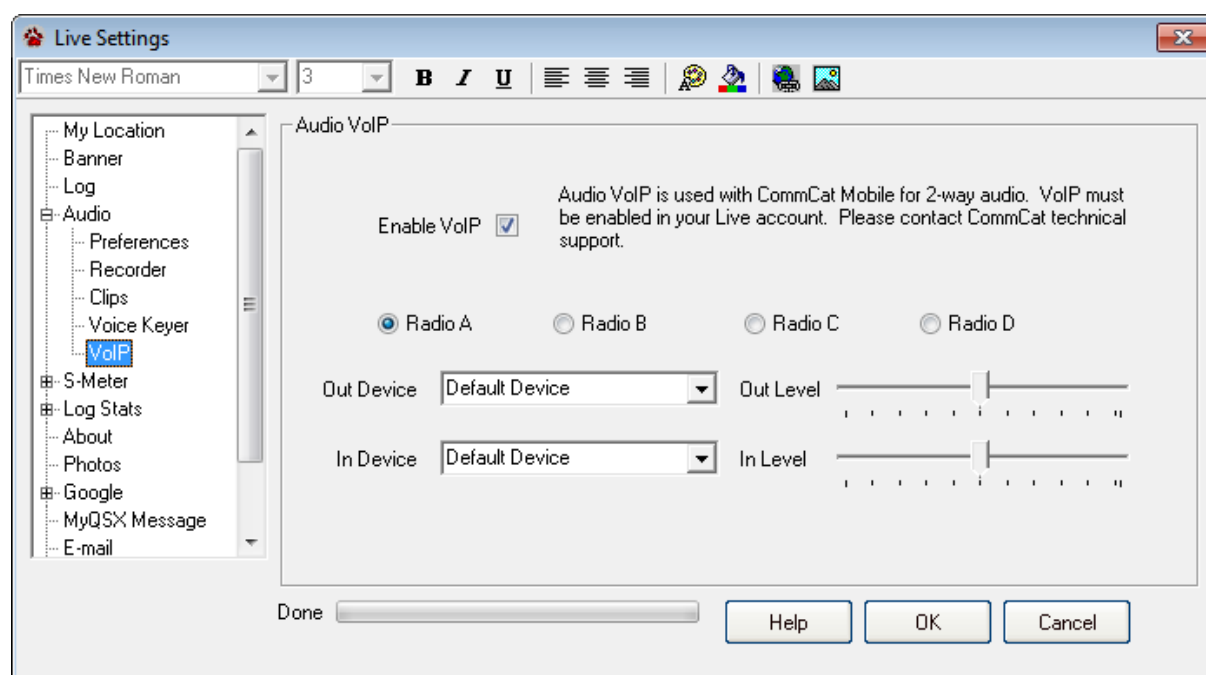 Live Settings
Times New Roman 3 B I U
My Location
Banner
Log
Audio
Preferences
Recorder
Clips
Voice Keyer
VoIP
S-Meter
Log Stats
About
Photos
Google
MyQSX Message
E-mail
Audio VoIP
Enable VoIP
Audio VoIP is used with CommCat Mobile for 2-way audio. VoIP must
be enabled in your Live account. Please contact CommCat technical
support.
Radio A Radio B Radio C Radio D
Out Device Default Device Out Level
In Device Default Device In Level
Done Help OK Cancel